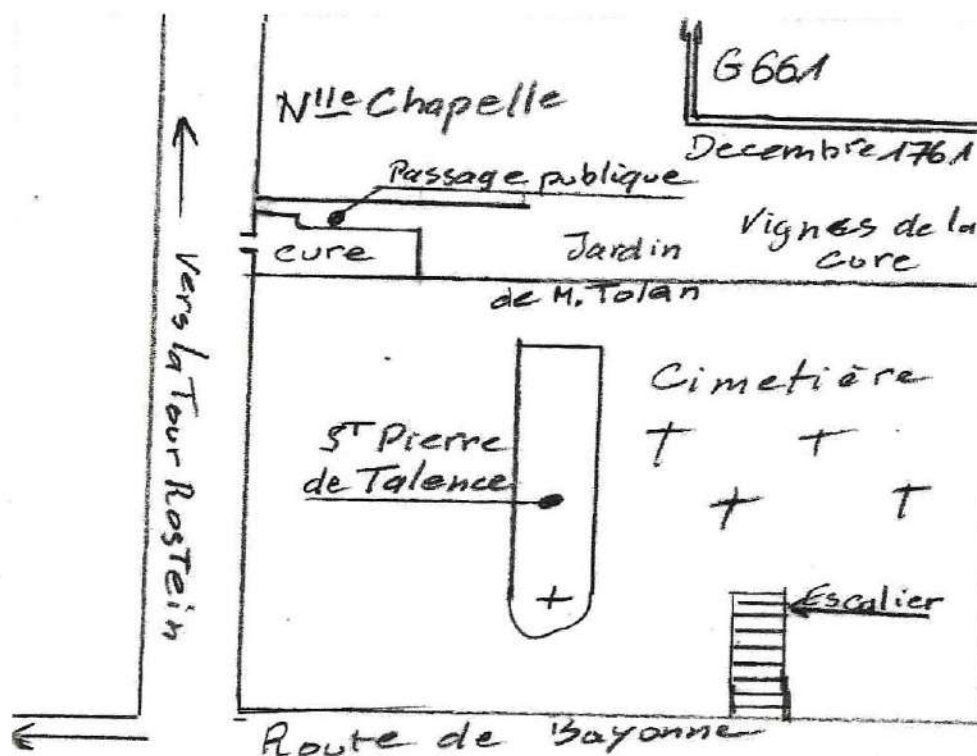 G 661
Nlle Chapelle
Decembre 1761
Passage publique
Vignes de la
Cure
cure
Jardin
de M. Tolan
Cimetière
ST Pierre
de Talence
Escalier
Vers la Tour Rostein
Route de Bayonne